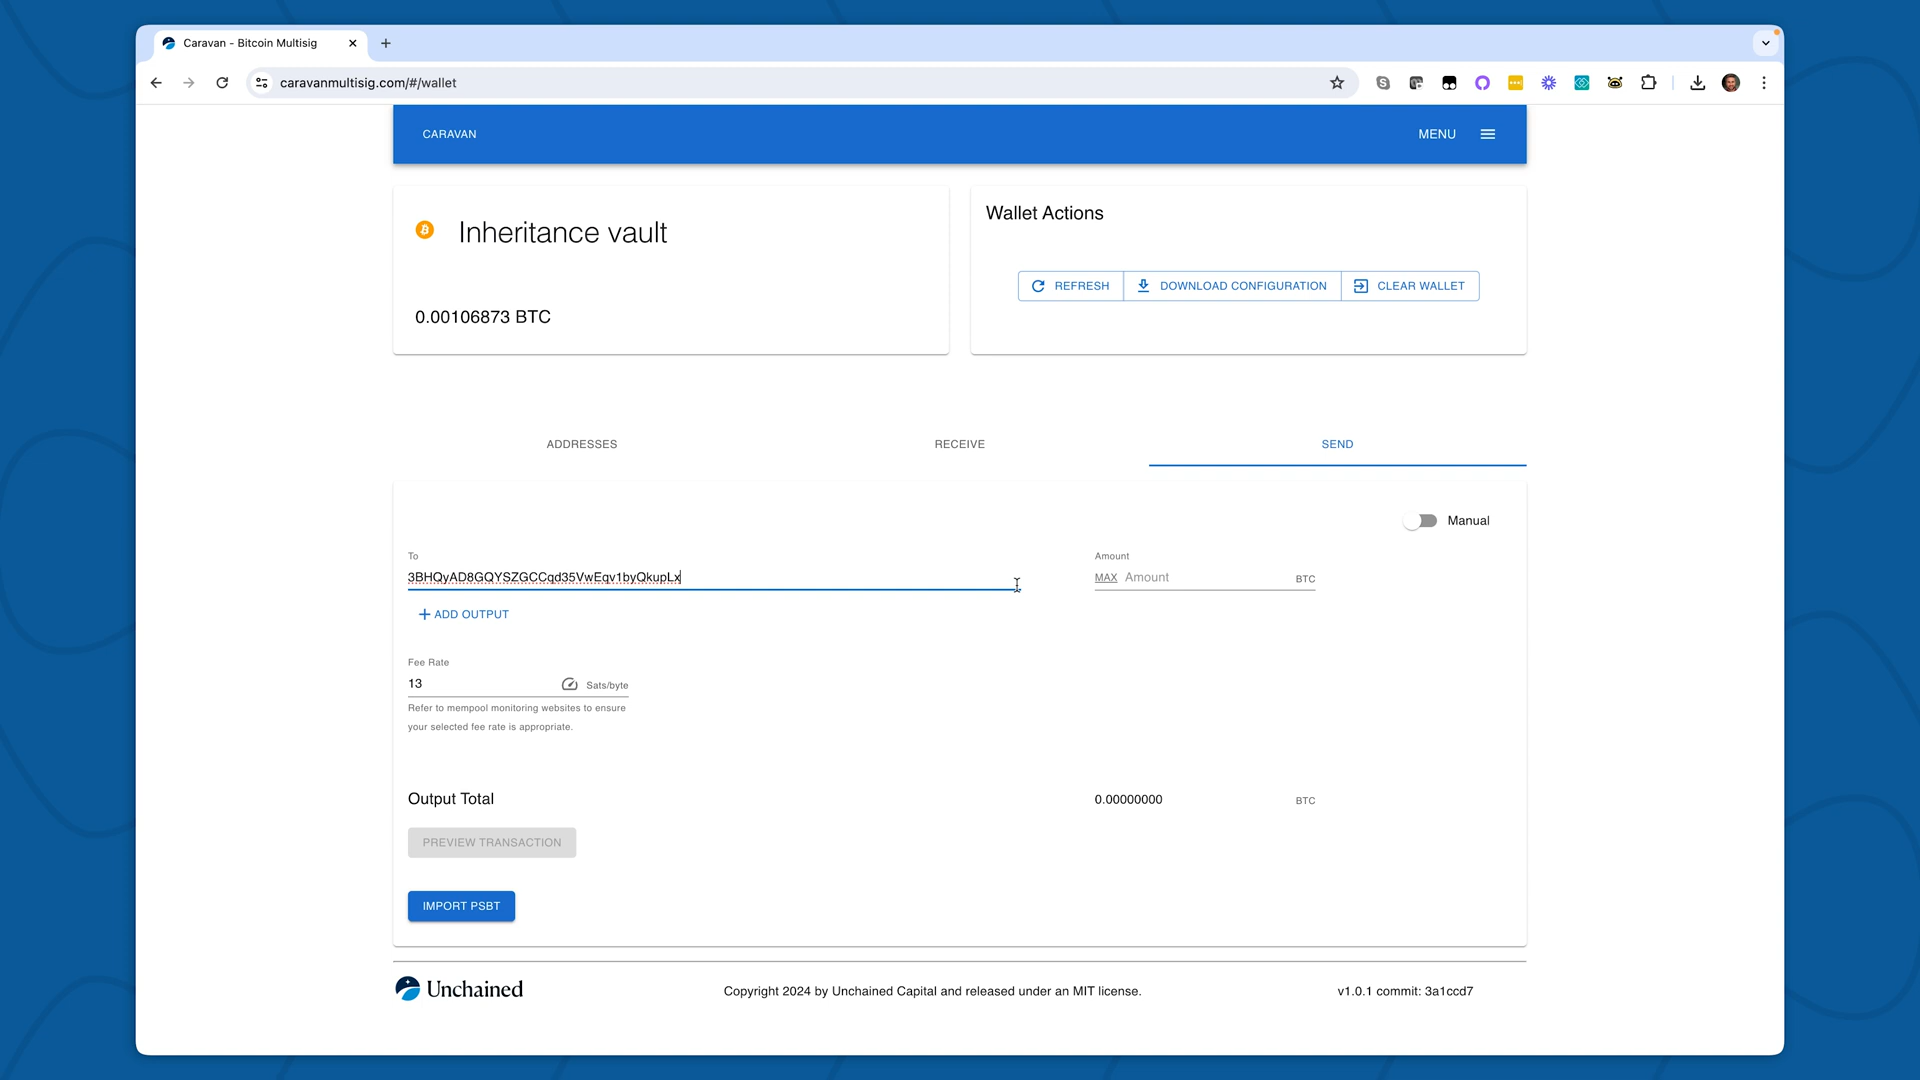 Caravan - Bitcoin Multisig
caravanmultisig.com/#/wallet
CARAVAN
MENU
Inheritance vault
0.00106873 BTC
Wallet Actions
REFRESH
DOWNLOAD CONFIGURATION
CLEAR WALLET
ADDRESSES
RECEIVE
SEND
Manual
To
3BHQyAD8GQYSZGCCqd35VwEqv1byQkupLx
Amount
MAX Amount BTC
+ ADD OUTPUT
Fee Rate
13 Sats/byte
Refer to mempool monitoring websites to ensure
your selected fee rate is appropriate.
Output Total
0.00000000 BTC
PREVIEW TRANSACTION
IMPORT PSBT
Unchained
Copyright 2024 by Unchained Capital and released under an MIT license.
v1.0.1 commit: 3a1ccd7